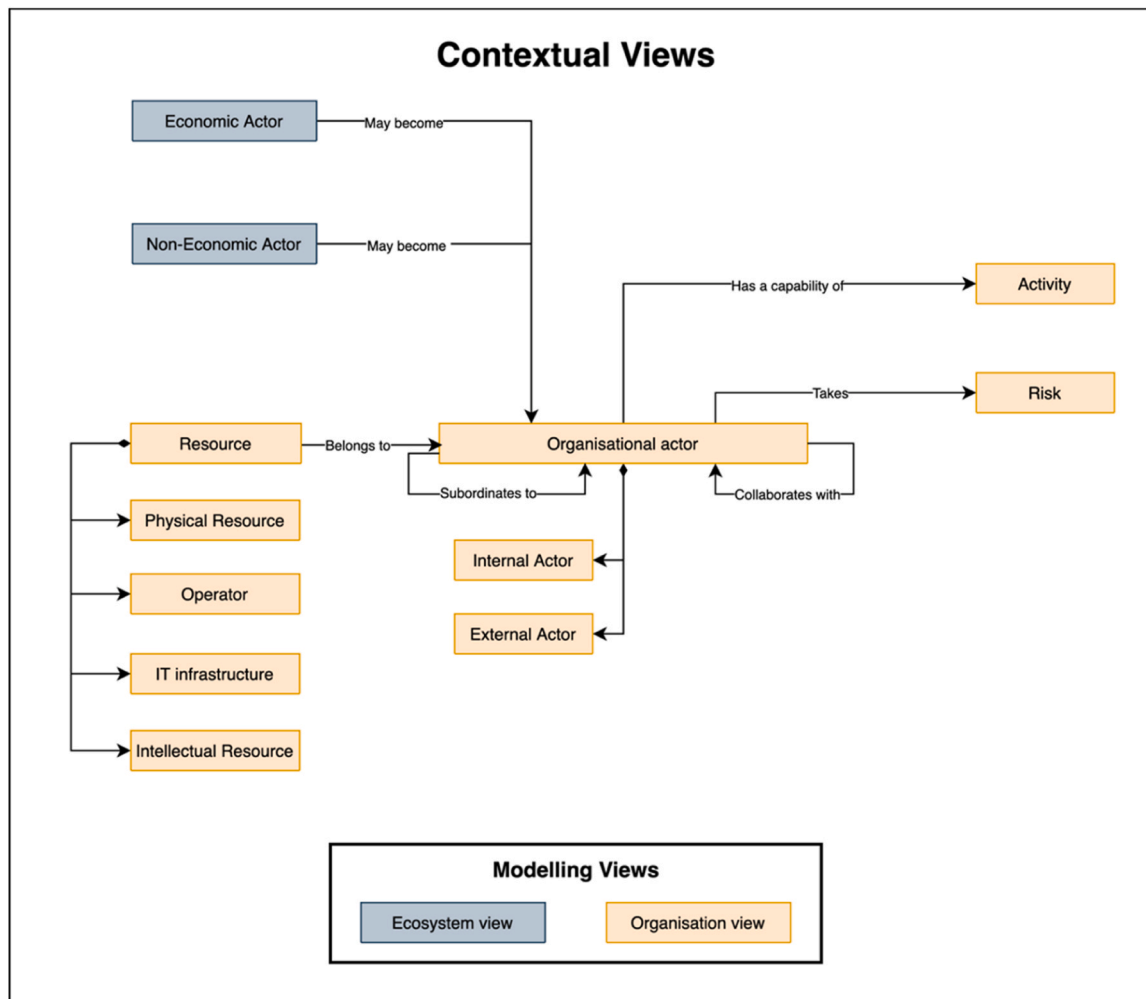 Contextual Views
Economic Actor
May become
Non-Economic Actor
May become
Has a capability of
Activity
Takes
Risk
Resource
Belongs to
Organisational actor
Subordinates to
Collaborates with
Physical Resource
Internal Actor
Operator
External Actor
IT infrastructure
Intellectual Resource
Modelling Views
Ecosystem view
Organisation view